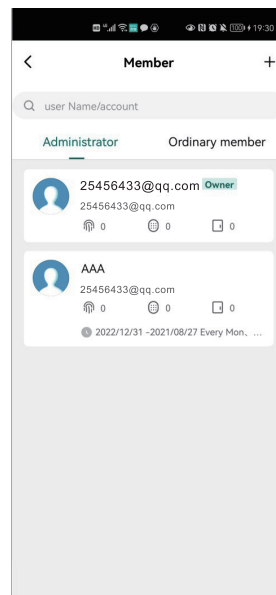 100 19:30
Member +
user Name/account
Administrator Ordinary member
25456433@qq.com Owner
25456433@qq.com
0 0 0
AAA
25456433@qq.com
0 0 0
2022/12/31 ~2021/08/27 Every Mon、...